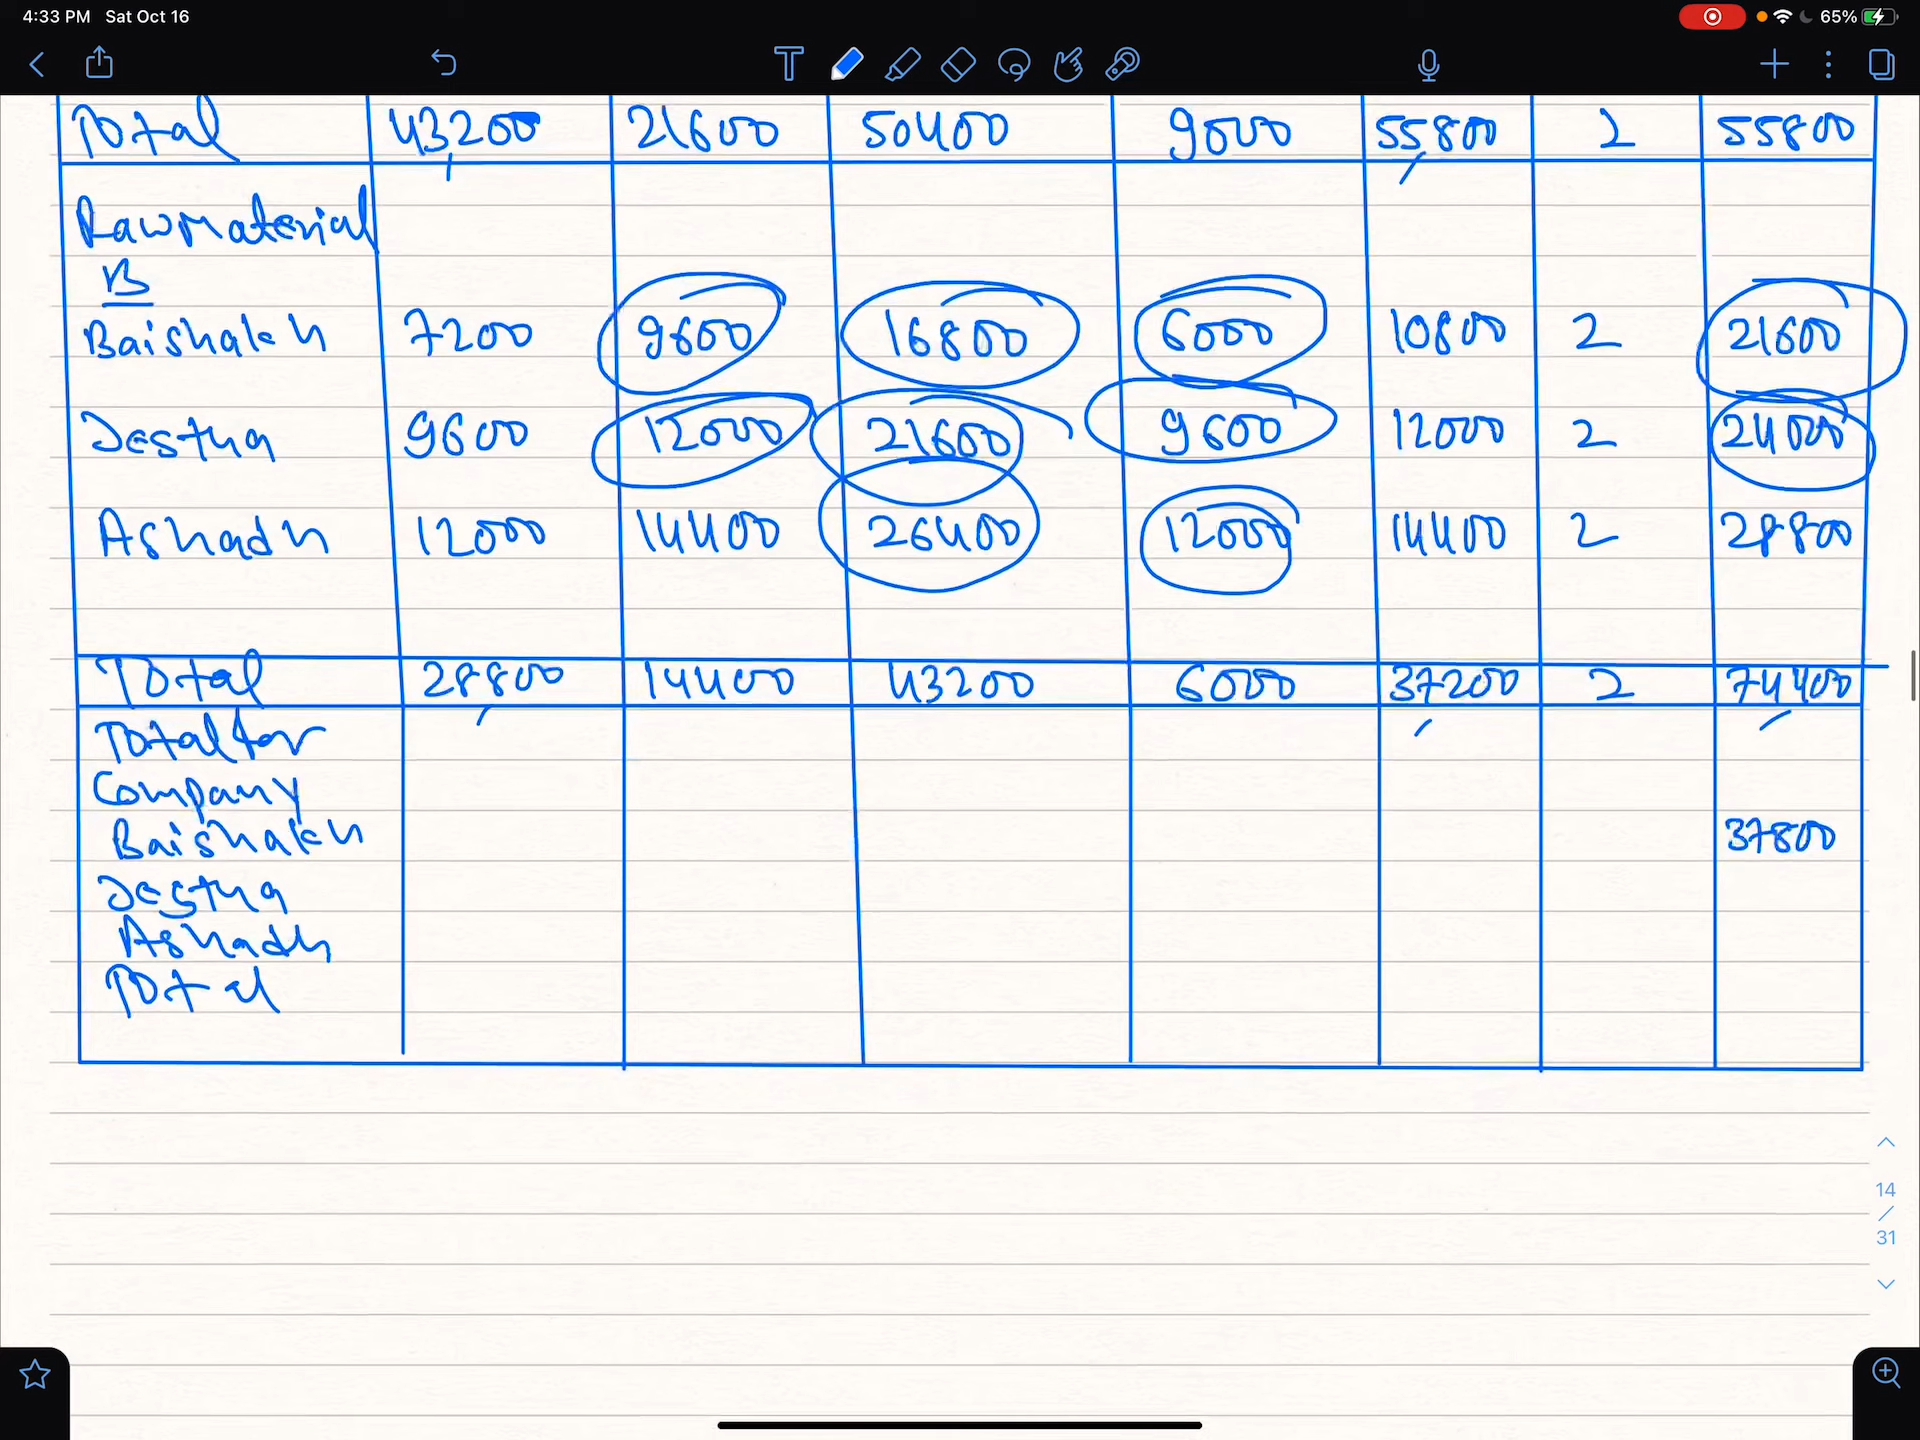 4:33 PM Sat Oct 16
65%
T
Total 43200 21600 50400 9000 55800 2 55800
RawMaterial
B
Baishakh 7200 9600 16800 6000 10800 2 21600
Jestha 9600 12000 21600 9600 12000 2 24000
Ashadh 12000 14400 26400 12000 14400 2 28800
Total 28800 14400 43200 6000 37200 2 74400
Total for
Company
Baishakh 37800
Jestha
Ashadh
Total
14
/
31